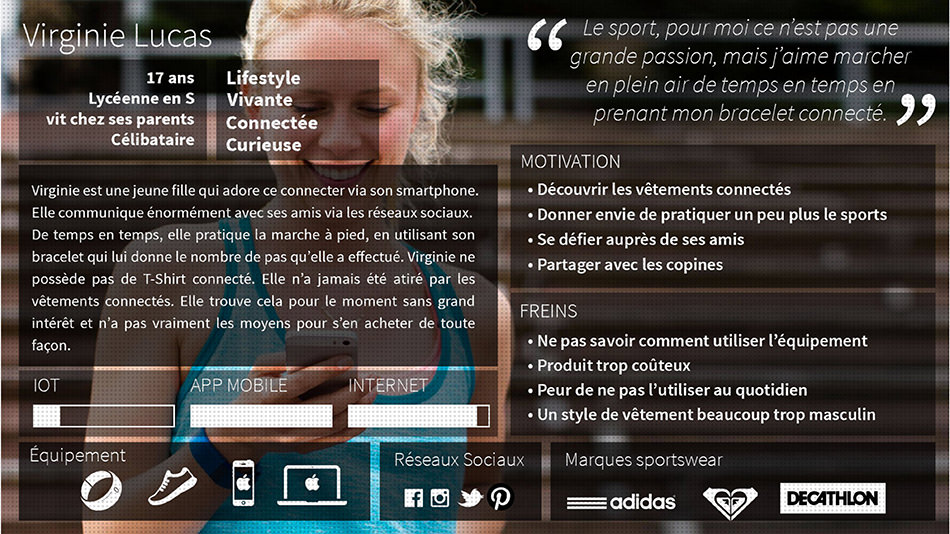 Virginie Lucas
17 ans
Lycéenne en S
vit chez ses parents
Célibataire
Lifestyle
Vivante
Connectée
Curieuse
“ Le sport, pour moi ce n’est pas une
grande passion, mais j’aime marcher
en plein air de temps en temps en
prenant mon bracelet connecté. ”
Virginie est une jeune fille qui adore ce connecter via son smartphone.
Elle communique énormément avec ses amis via les réseaux sociaux.
De temps en temps, elle pratique la marche à pied, en utilisant son
bracelet qui lui donne le nombre de pas qu’elle a effectué. Virginie ne
possède pas de T-Shirt connecté. Elle n’a jamais été atiré par les
vêtements connectés. Elle trouve cela pour le moment sans grand
intérêt et n’a pas vraiment les moyens pour s’en acheter de toute
façon.
MOTIVATION
• Découvrir les vêtements connectés
• Donner envie de pratiquer un peu plus le sports
• Se défier auprès de ses amis
• Partager avec les copines
FREINS
• Ne pas savoir comment utiliser l’équipement
• Produit trop coûteux
• Peur de ne pas l’utiliser au quotidien
• Un style de vêtement beaucoup trop masculin
IOT
APP MOBILE
INTERNET
Équipement
Réseaux Sociaux
Marques sportswear
adidas
DECATHLON